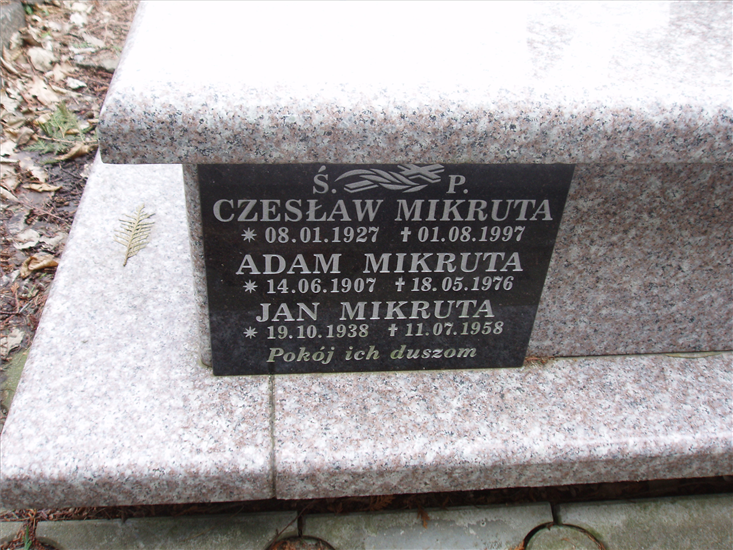 Ś. P.
CZESŁAW MIKRUTA
* 08.01.1927 ✝ 01.08.1997
ADAM MIKRUTA
* 14.06.1907 ✝ 18.05.1976
JAN MIKRUTA
* 19.10.1938 ✝ 11.07.1958
Pokój ich duszom